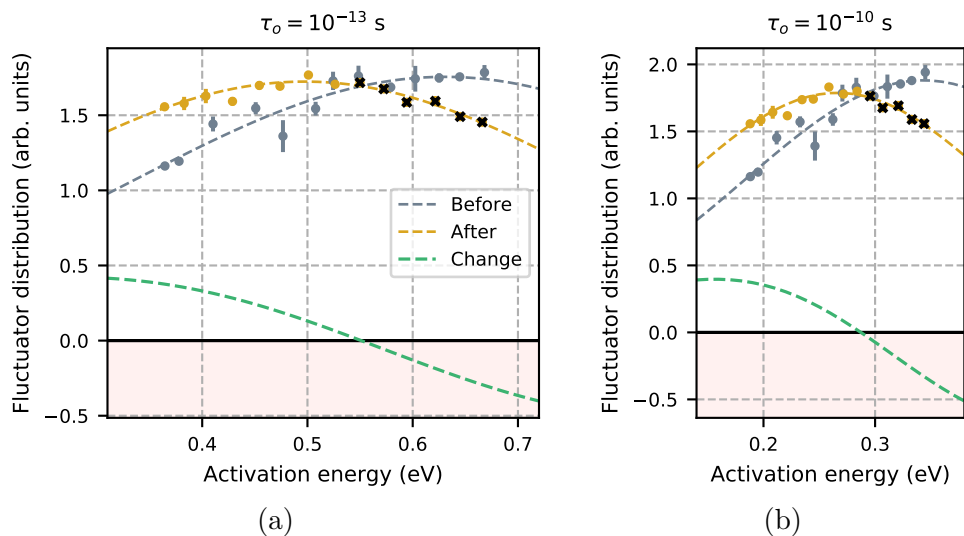 τₒ = 10⁻¹³ s
Fluctuator distribution (arb. units)
1.5
1.0
0.5
0.0
−0.5
0.4
0.5
0.6
0.7
Activation energy (eV)
Before
After
Change
(a)
τₒ = 10⁻¹⁰ s
Fluctuator distribution (arb. units)
2.0
1.5
1.0
0.5
0.0
−0.5
0.2
0.3
Activation energy (eV)
(b)